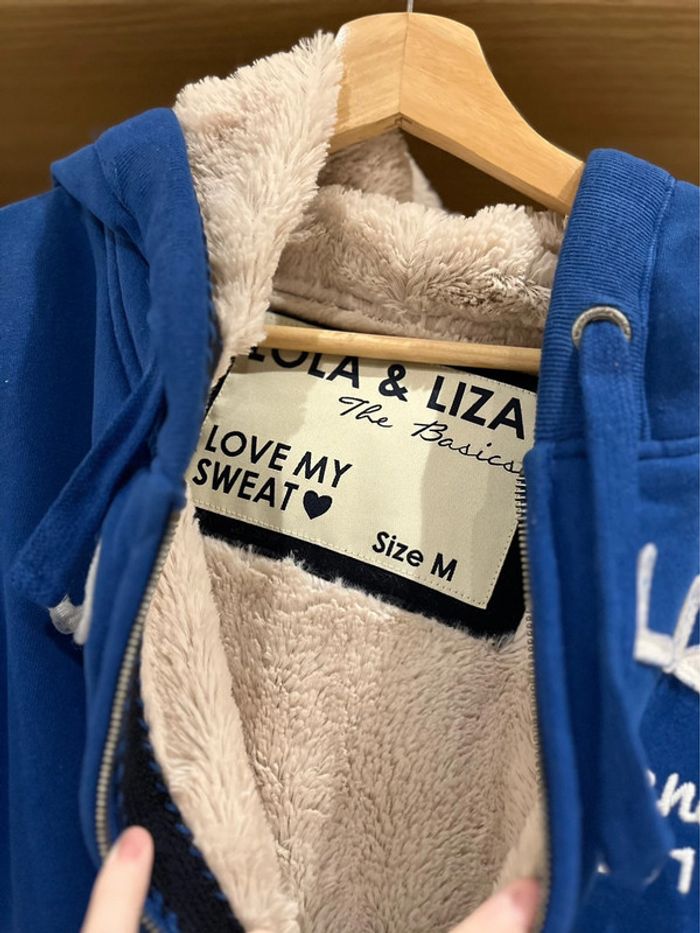 LOLA & LIZA
The Basics
LOVE MY
SWEAT♥
Size M